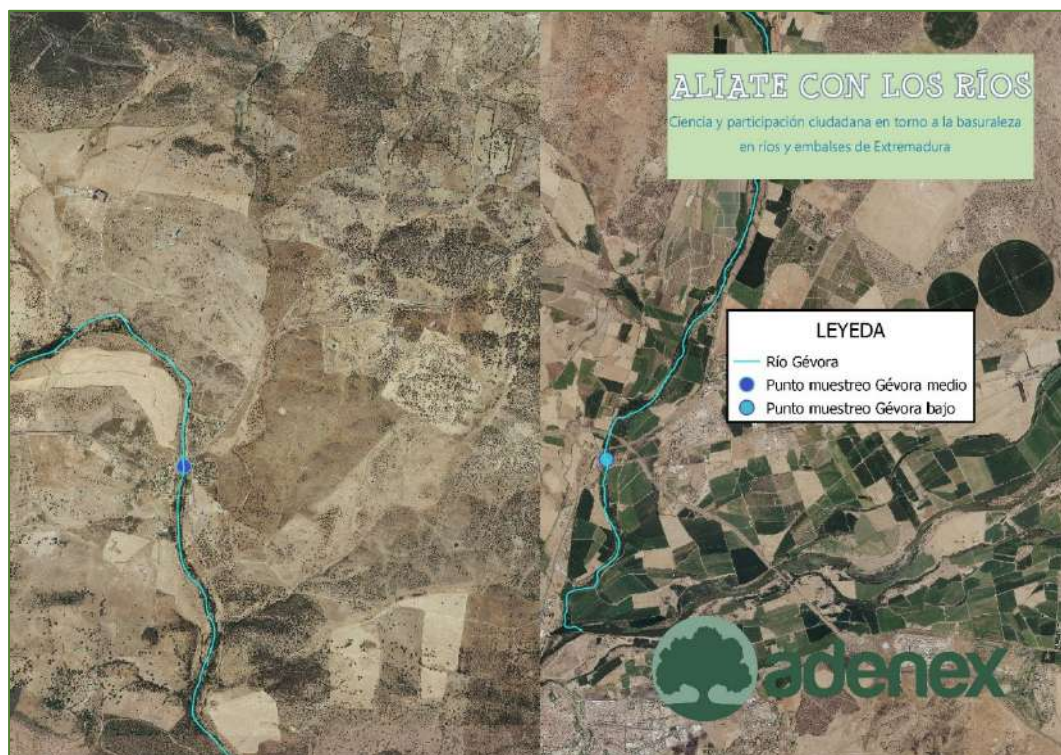 ALÍATE CON LOS RÍOS
Ciencia y participación ciudadana en torno a la basuraleza
en ríos y embalses de Extremadura
LEYEDA
Río Gévora
Punto muestreo Gévora medio
Punto muestreo Gévora bajo
adenex